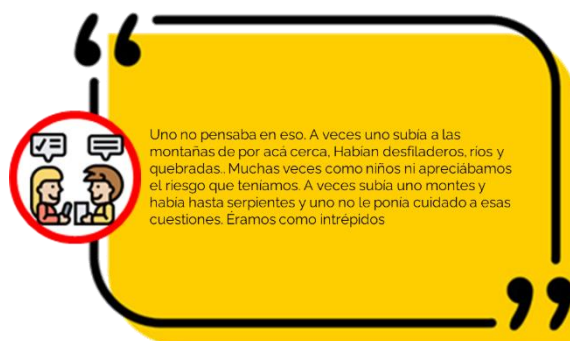 Uno no pensaba en eso. A veces uno subía a las
montañas de por acá cerca, Habían desfiladeros, ríos y
quebradas.. Muchas veces como niños ni apreciábamos
el riesgo que teníamos. A veces subía uno montes y
había hasta serpientes y uno no le ponía cuidado a esas
cuestiones. Éramos como intrépidos